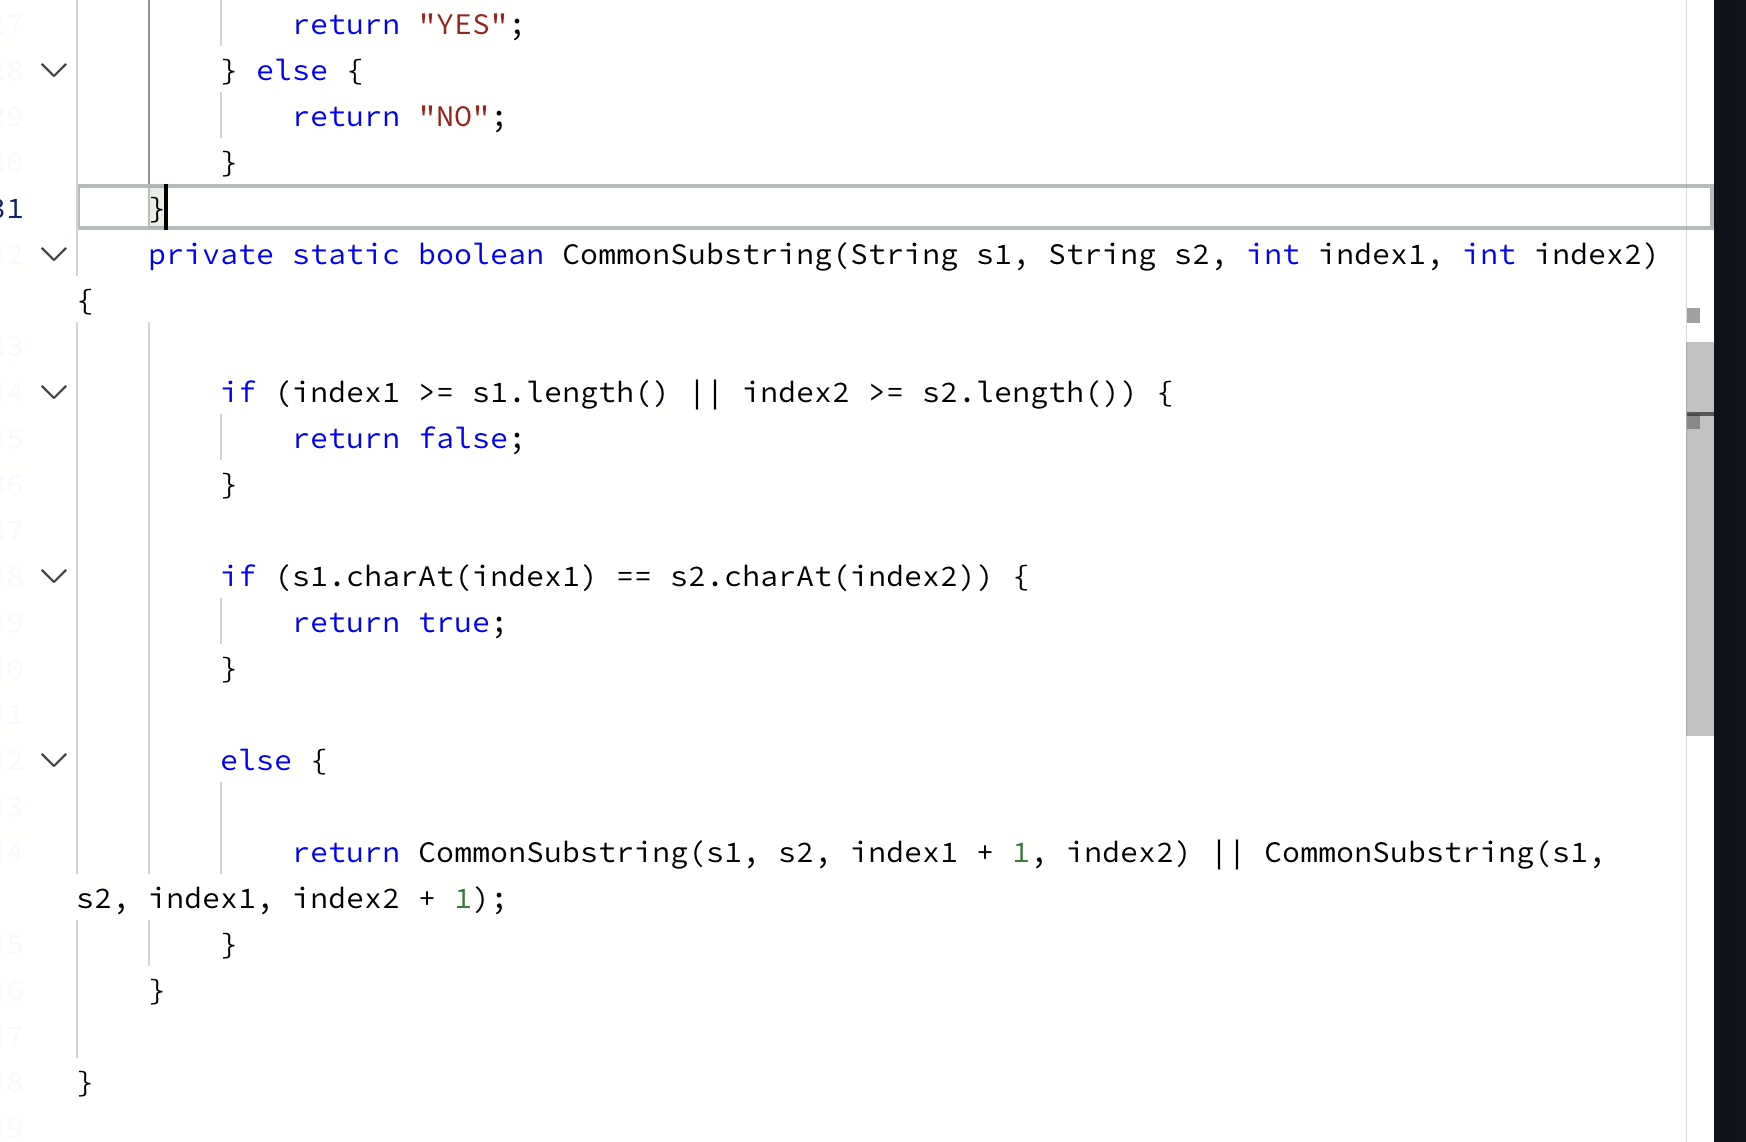 return "YES";
} else {
return "NO";
}
31 }
private static boolean CommonSubstring(String s1, String s2, int index1, int index2)
{
if (index1 >= s1.length() || index2 >= s2.length()) {
return false;
}
if (s1.charAt(index1) == s2.charAt(index2)) {
return true;
}
else {
return CommonSubstring(s1, s2, index1 + 1, index2) || CommonSubstring(s1,
s2, index1, index2 + 1);
}
}
}